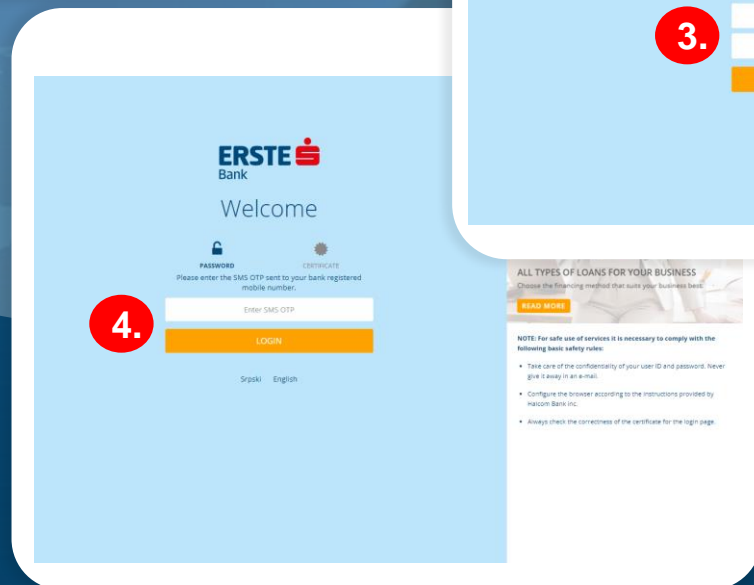 3.
ERSTE
Bank
Welcome
PASSWORD
CERTIFICATE
Please enter the SMS OTP sent to your bank registered
mobile number.
4.
Enter SMS OTP
LOGIN
Srpski English
ALL TYPES OF LOANS FOR YOUR BUSINESS
Choose the financing method that suits your business best.
READ MORE
NOTE: For safe use of services it is necessary to comply with the
following basic safety rules:
• Take care of the confidentiality of your user ID and password. Never
give it away in an e-mail.
• Configure the browser according to the instructions provided by
Halcom Bank Inc.
• Always check the correctness of the certificate for the login page.